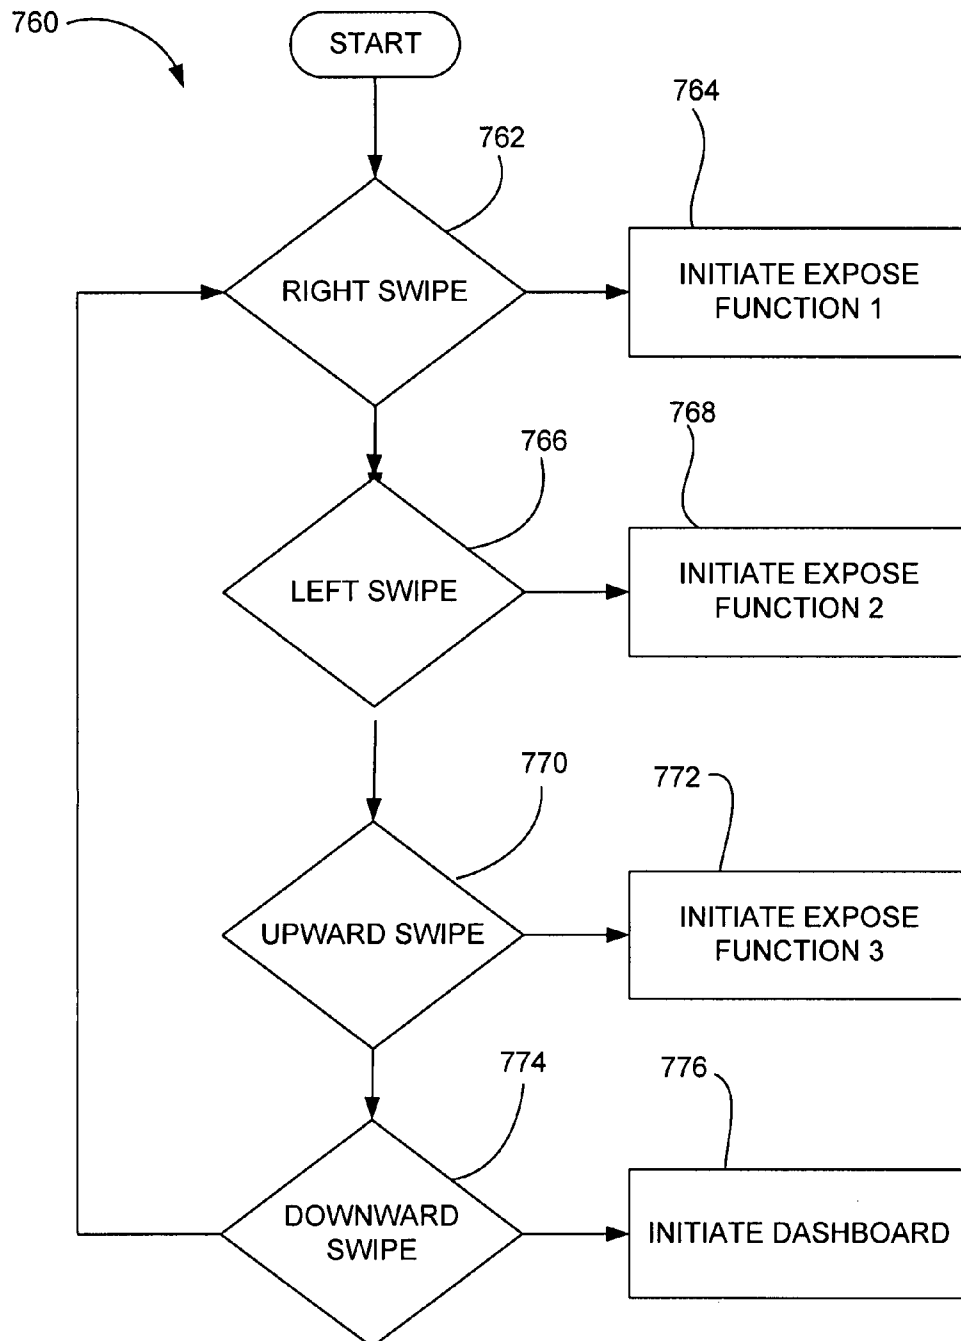 760
START
762
764
RIGHT SWIPE
INITIATE EXPOSE
FUNCTION 1
766
768
LEFT SWIPE
INITIATE EXPOSE
FUNCTION 2
770
772
UPWARD SWIPE
INITIATE EXPOSE
FUNCTION 3
774
776
DOWNWARD
SWIPE
INITIATE DASHBOARD